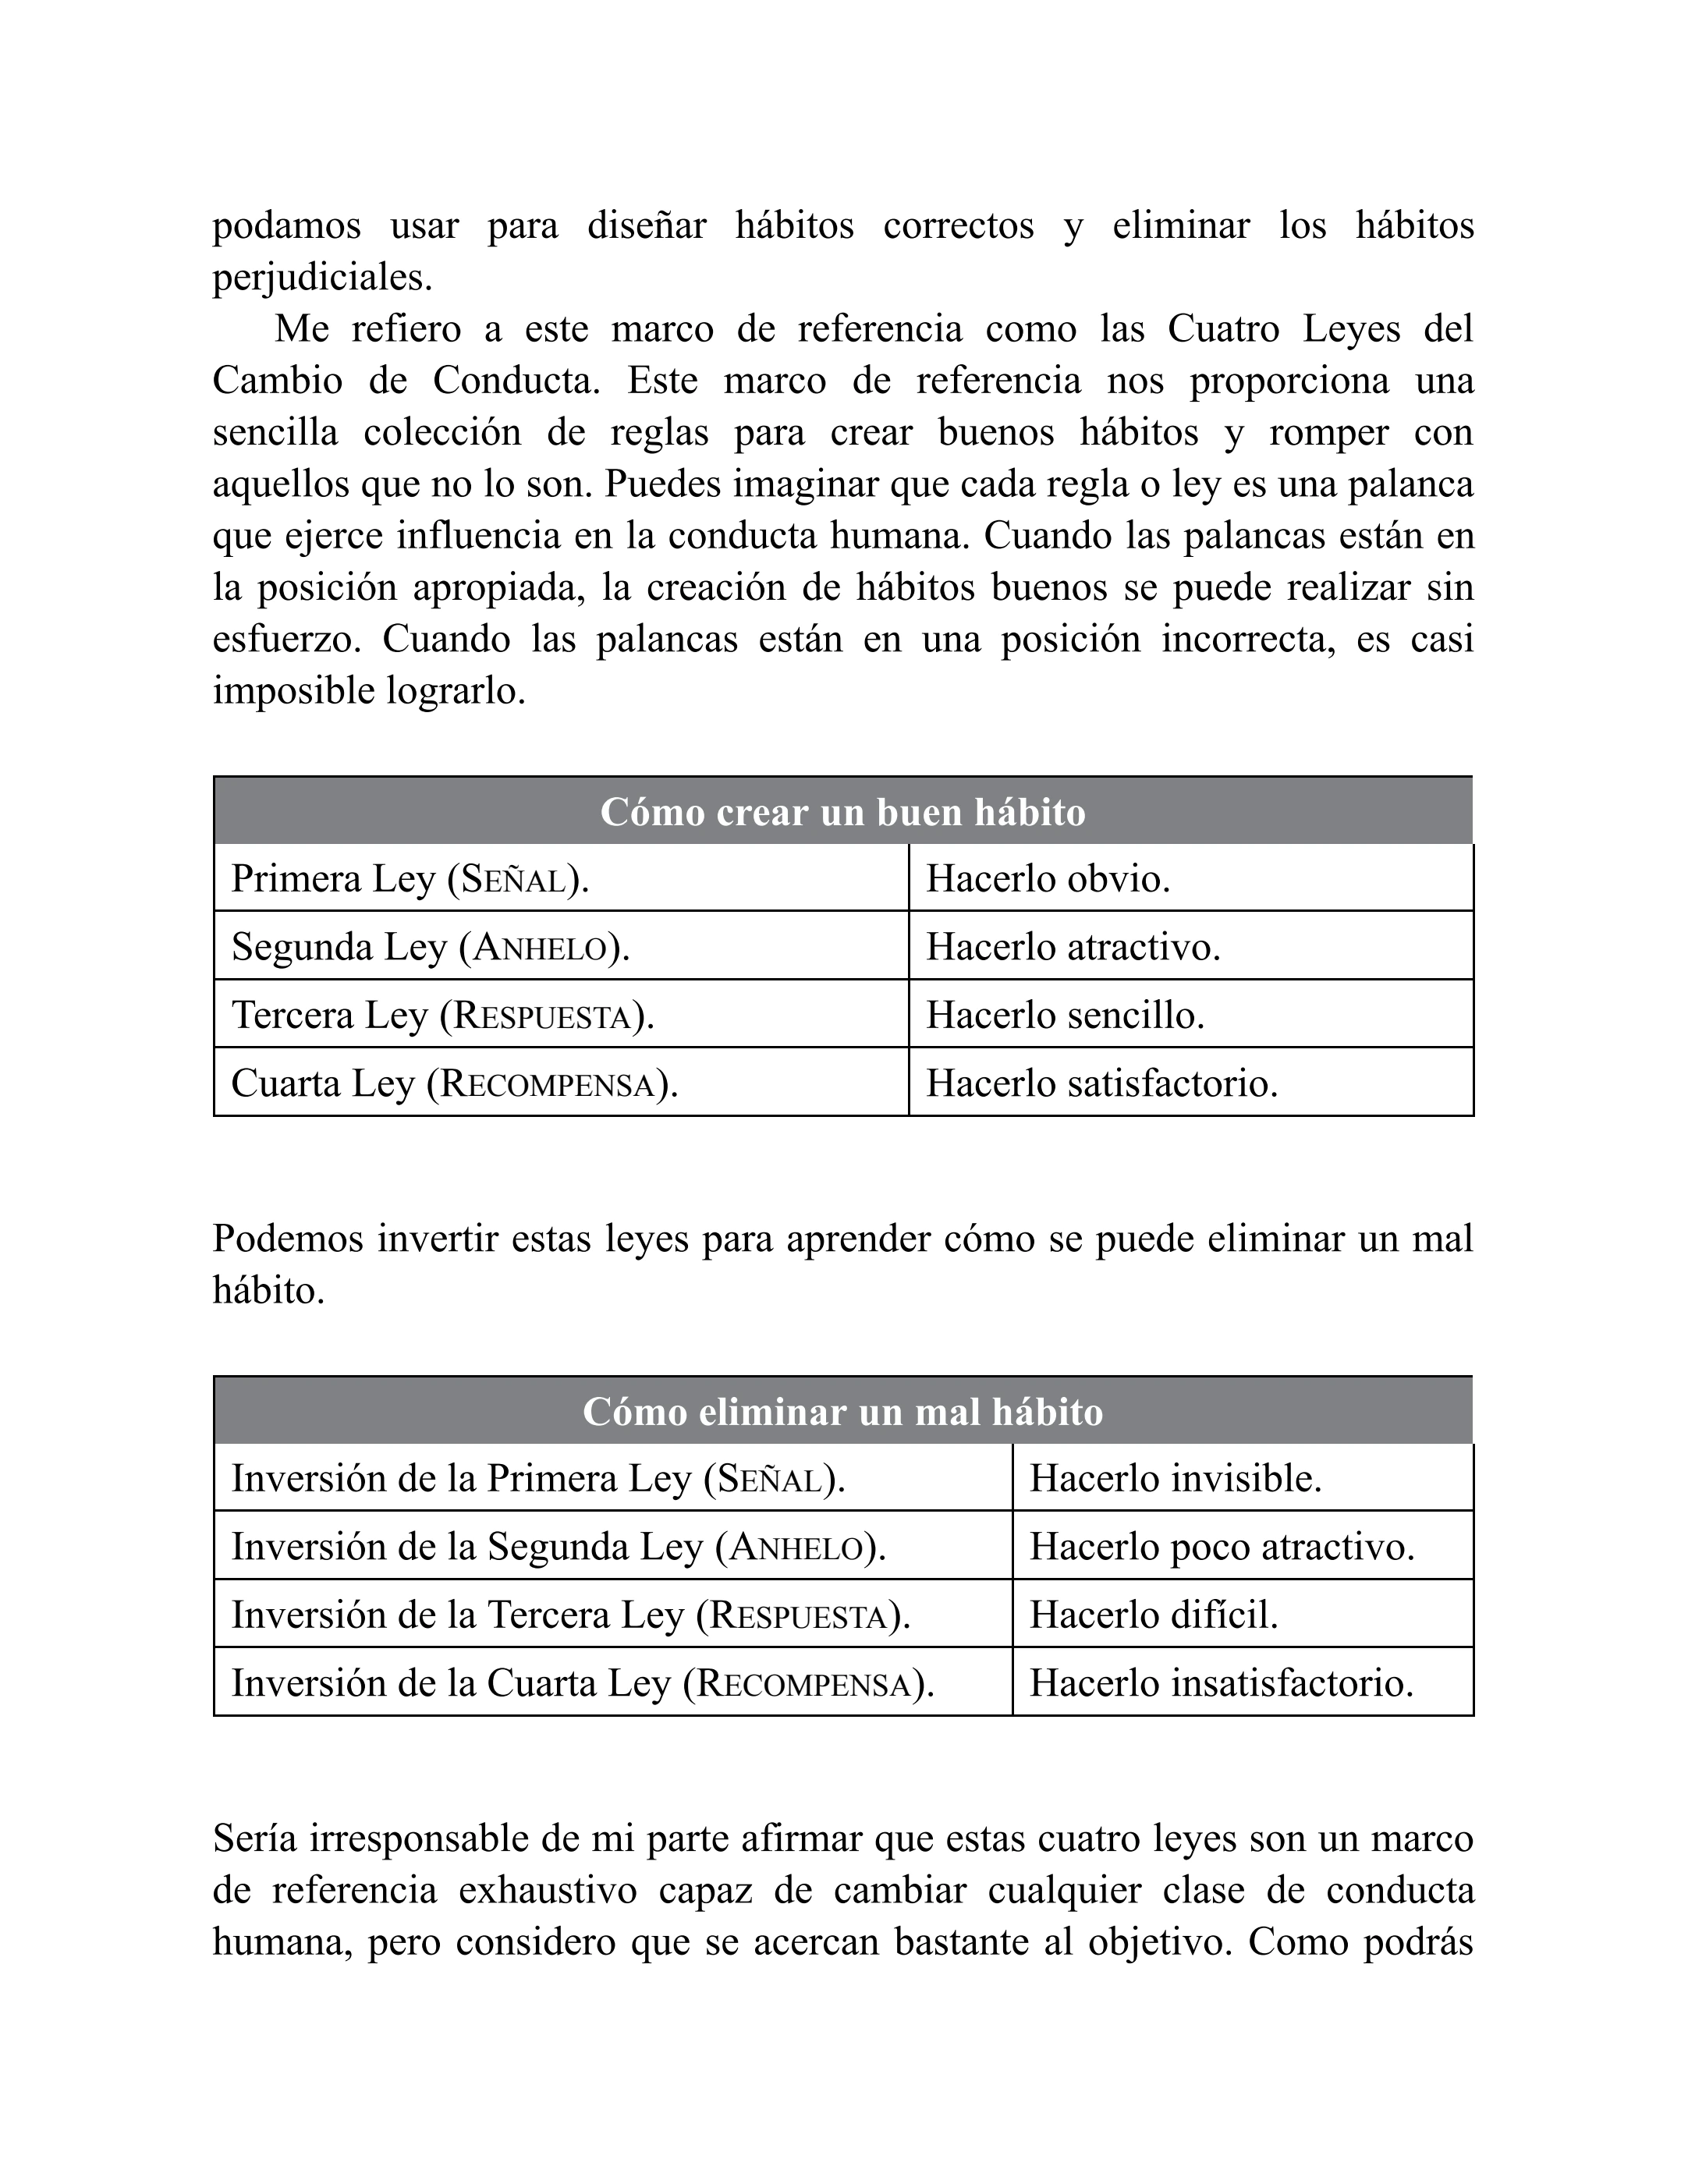 podamos usar para diseñar hábitos correctos y eliminar los hábitos
perjudiciales.
Me refiero a este marco de referencia como las Cuatro Leyes del
Cambio de Conducta. Este marco de referencia nos proporciona una
sencilla colección de reglas para crear buenos hábitos y romper con
aquellos que no lo son. Puedes imaginar que cada regla o ley es una palanca
que ejerce influencia en la conducta humana. Cuando las palancas están en
la posición apropiada, la creación de hábitos buenos se puede realizar sin
esfuerzo. Cuando las palancas están en una posición incorrecta, es casi
imposible lograrlo.
Cómo crear un buen hábito
Primera Ley (SEÑAL). Hacerlo obvio.
Segunda Ley (ANHELO). Hacerlo atractivo.
Tercera Ley (RESPUESTA). Hacerlo sencillo.
Cuarta Ley (RECOMPENSA). Hacerlo satisfactorio.
Podemos invertir estas leyes para aprender cómo se puede eliminar un mal
hábito.
Cómo eliminar un mal hábito
Inversión de la Primera Ley (SEÑAL). Hacerlo invisible.
Inversión de la Segunda Ley (ANHELO). Hacerlo poco atractivo.
Inversión de la Tercera Ley (RESPUESTA). Hacerlo difícil.
Inversión de la Cuarta Ley (RECOMPENSA). Hacerlo insatisfactorio.
Sería irresponsable de mi parte afirmar que estas cuatro leyes son un marco
de referencia exhaustivo capaz de cambiar cualquier clase de conducta
humana, pero considero que se acercan bastante al objetivo. Como podrás